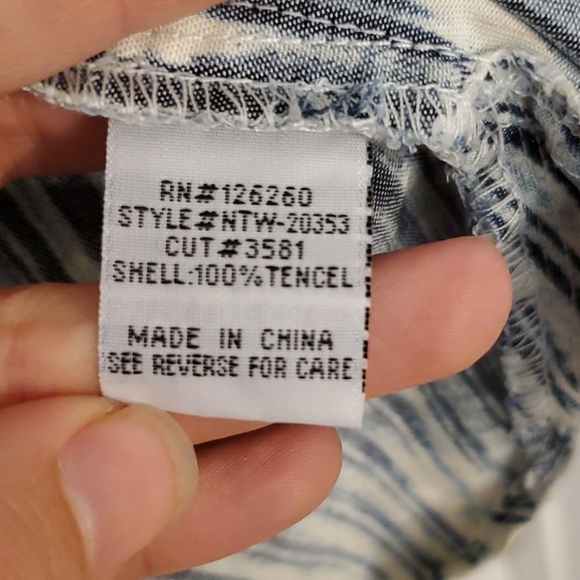 RN#126260
STYLE#NTW-20353
CUT#3581
SHELL:100%TENCEL
MADE IN CHINA
SEE REVERSE FOR CARE